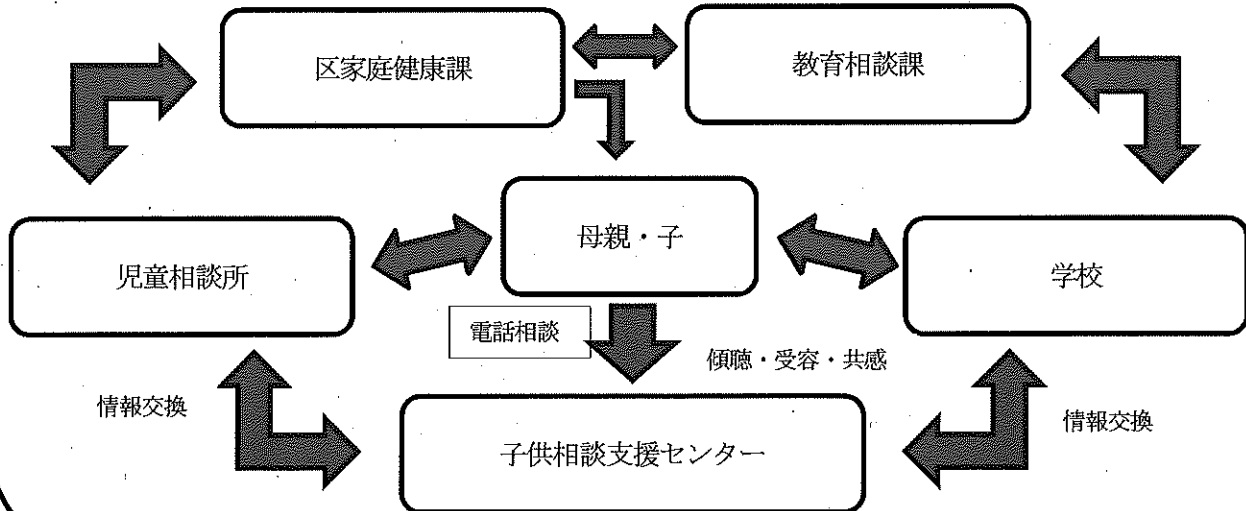 区家庭健康課
教育相談課
母親・子
児童相談所
学校
電話相談
傾聴・受容・共感
情報交換
情報交換
子供相談支援センター